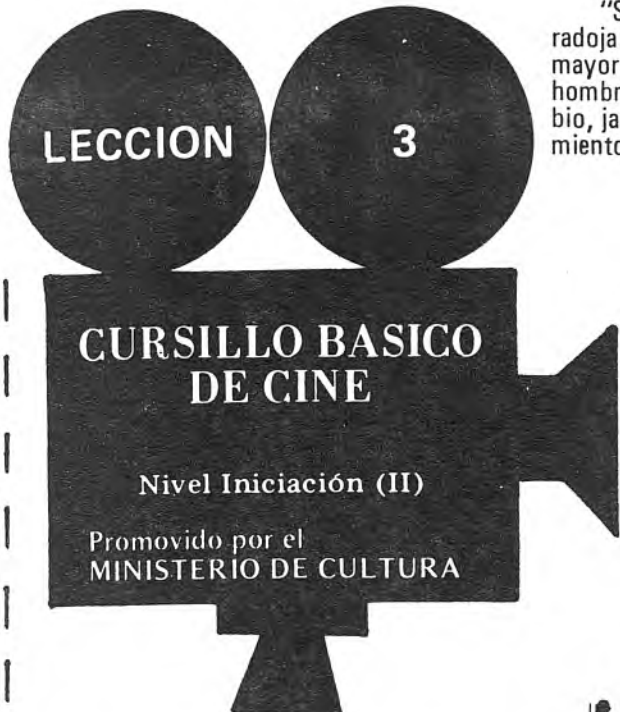 LECCION 3
CURSILLO BASICO
DE CINE
Nivel Iniciación (II)
Promovido por el
MINISTERIO DE CULTURA
"S
radoja
mayor
hombr
bio, ja
miento